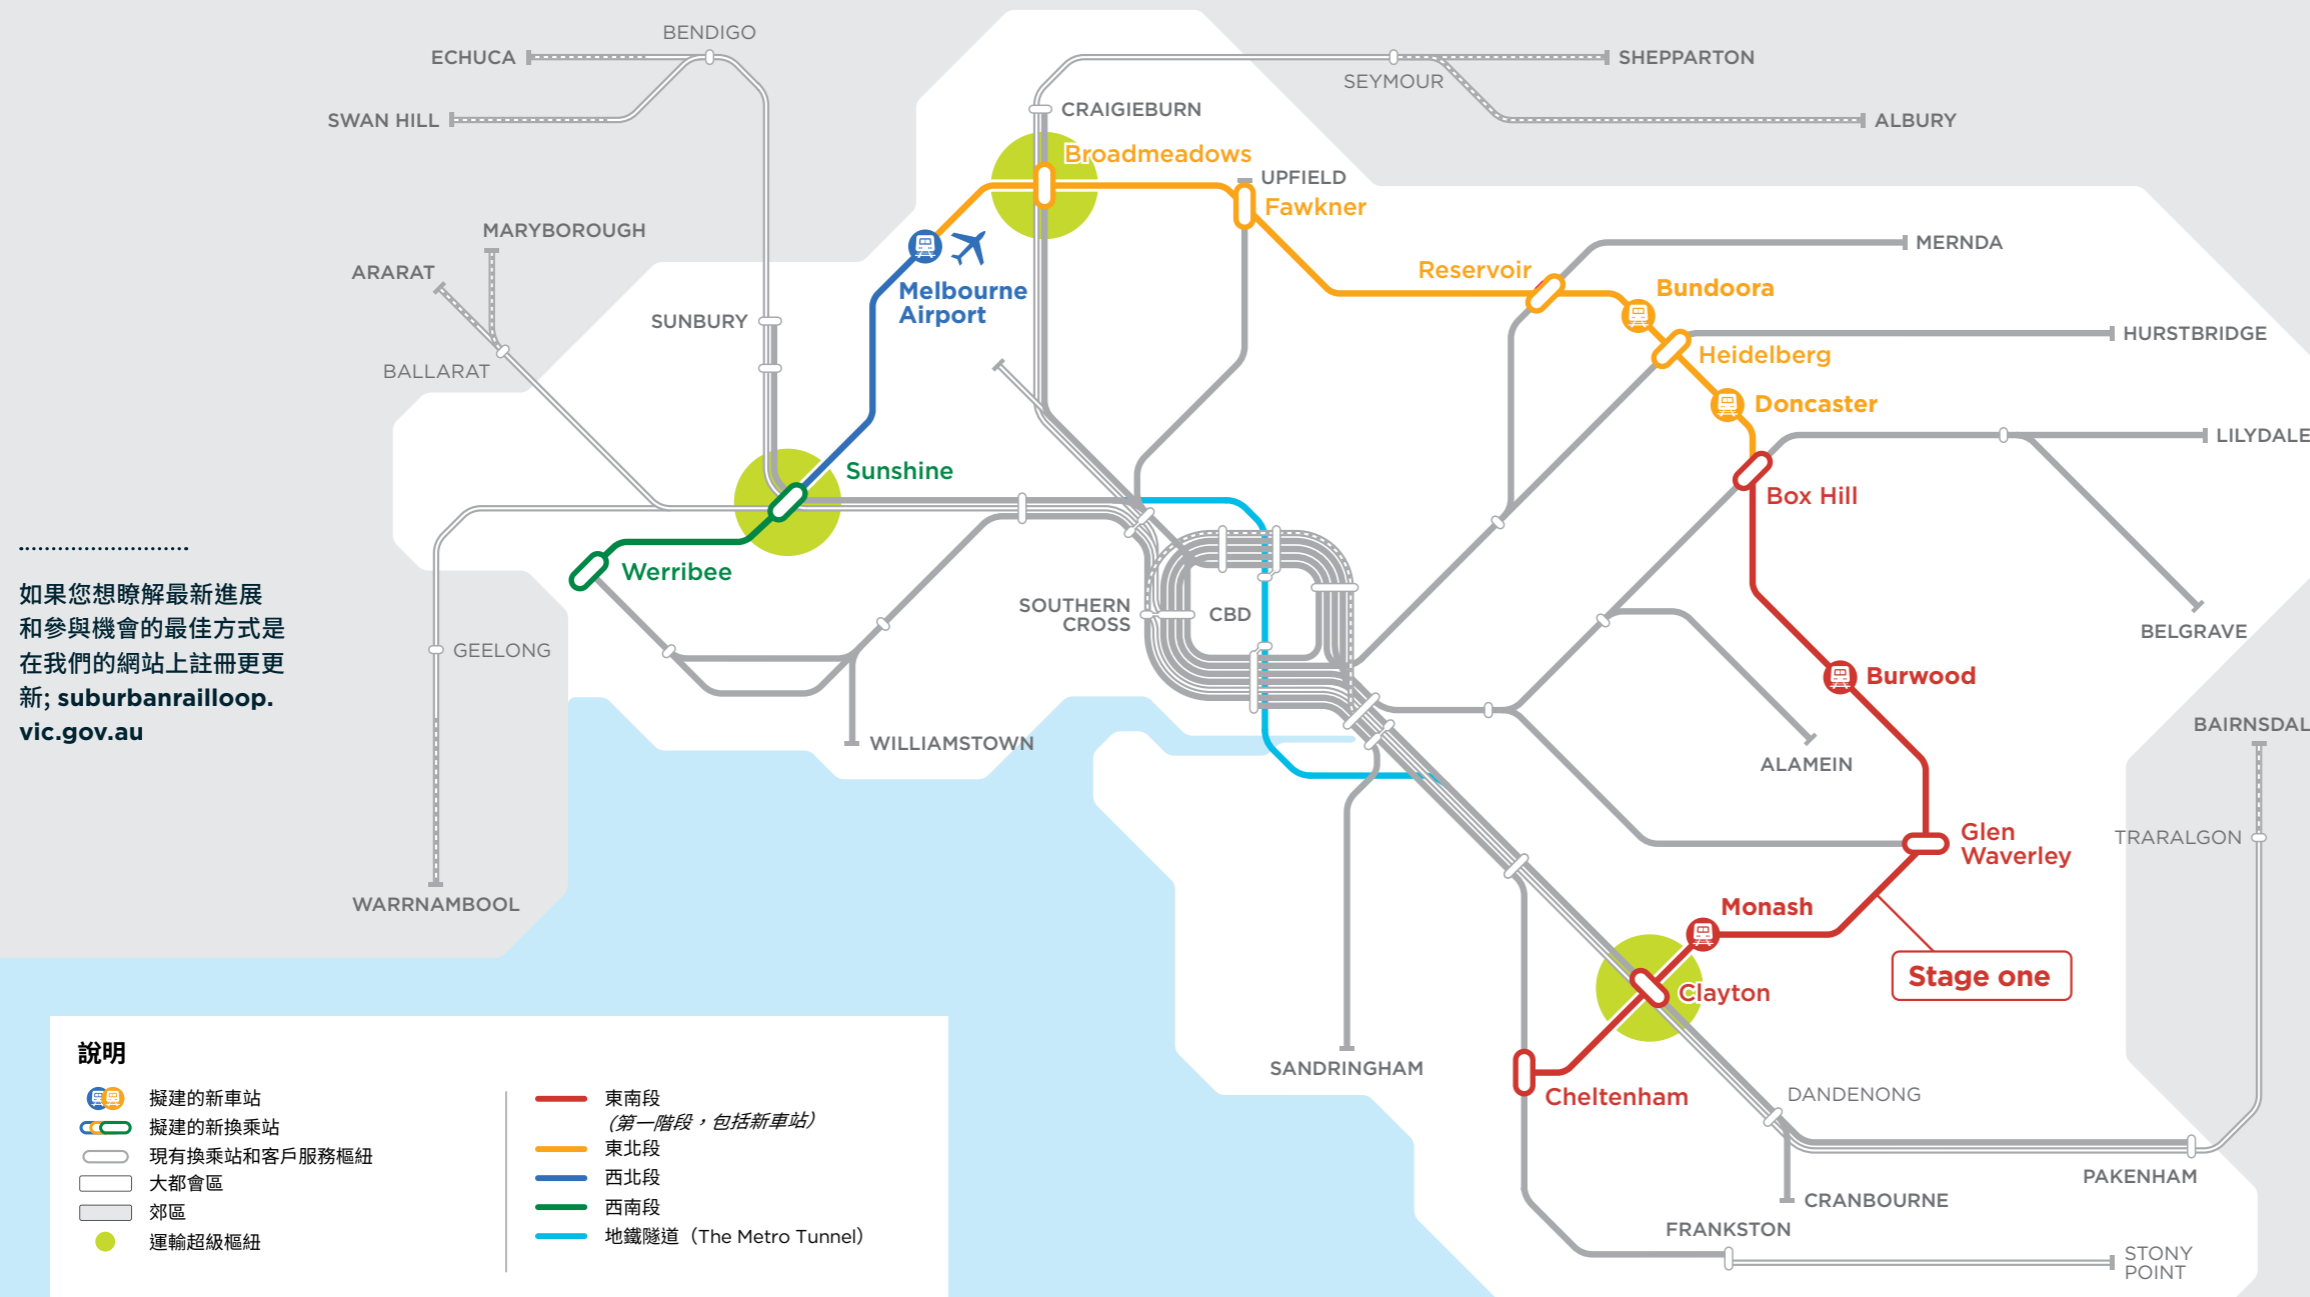 BENDIGO
ECHUCA
SWAN HILL
SHEPPARTON
SEYMOUR
ALBURY
CRAIGIEBURN
Broadmeadows
UPFIELD
Fawkner
MARYBOROUGH
ARARAT
BALLARAT
SUNBURY
Melbourne
Airport
Reservoir
MERNDA
Bundoora
HURSTBRIDGE
Heidelberg
Doncaster
LILYDALE
Box Hill
BELGRAVE
Sunshine
Werribee
SOUTHERN
CROSS
CBD
GEELONG
WARRNAMBOOL
WILLIAMSTOWN
Burwood
ALAMEIN
BAIRNSDAL
TRARALGON
Glen
Waverley
Monash
Stage one
Clayton
SANDRINGHAM
Cheltenham
DANDENONG
PAKENHAM
CRANBOURNE
FRANKSTON
STONY
POINT
如果您想瞭解最新進展
和參與機會的最佳方式是
在我們的網站上註冊更更
新; suburbanrailloop.
vic.gov.au
說明
擬建的新車站
擬建的新換乘站
現有換乘站和客戶服務樞紐
大都會區
郊區
運輸超級樞紐
東南段
（第一階段，包括新車站）
東北段
西北段
西南段
地鐵隧道（The Metro Tunnel）